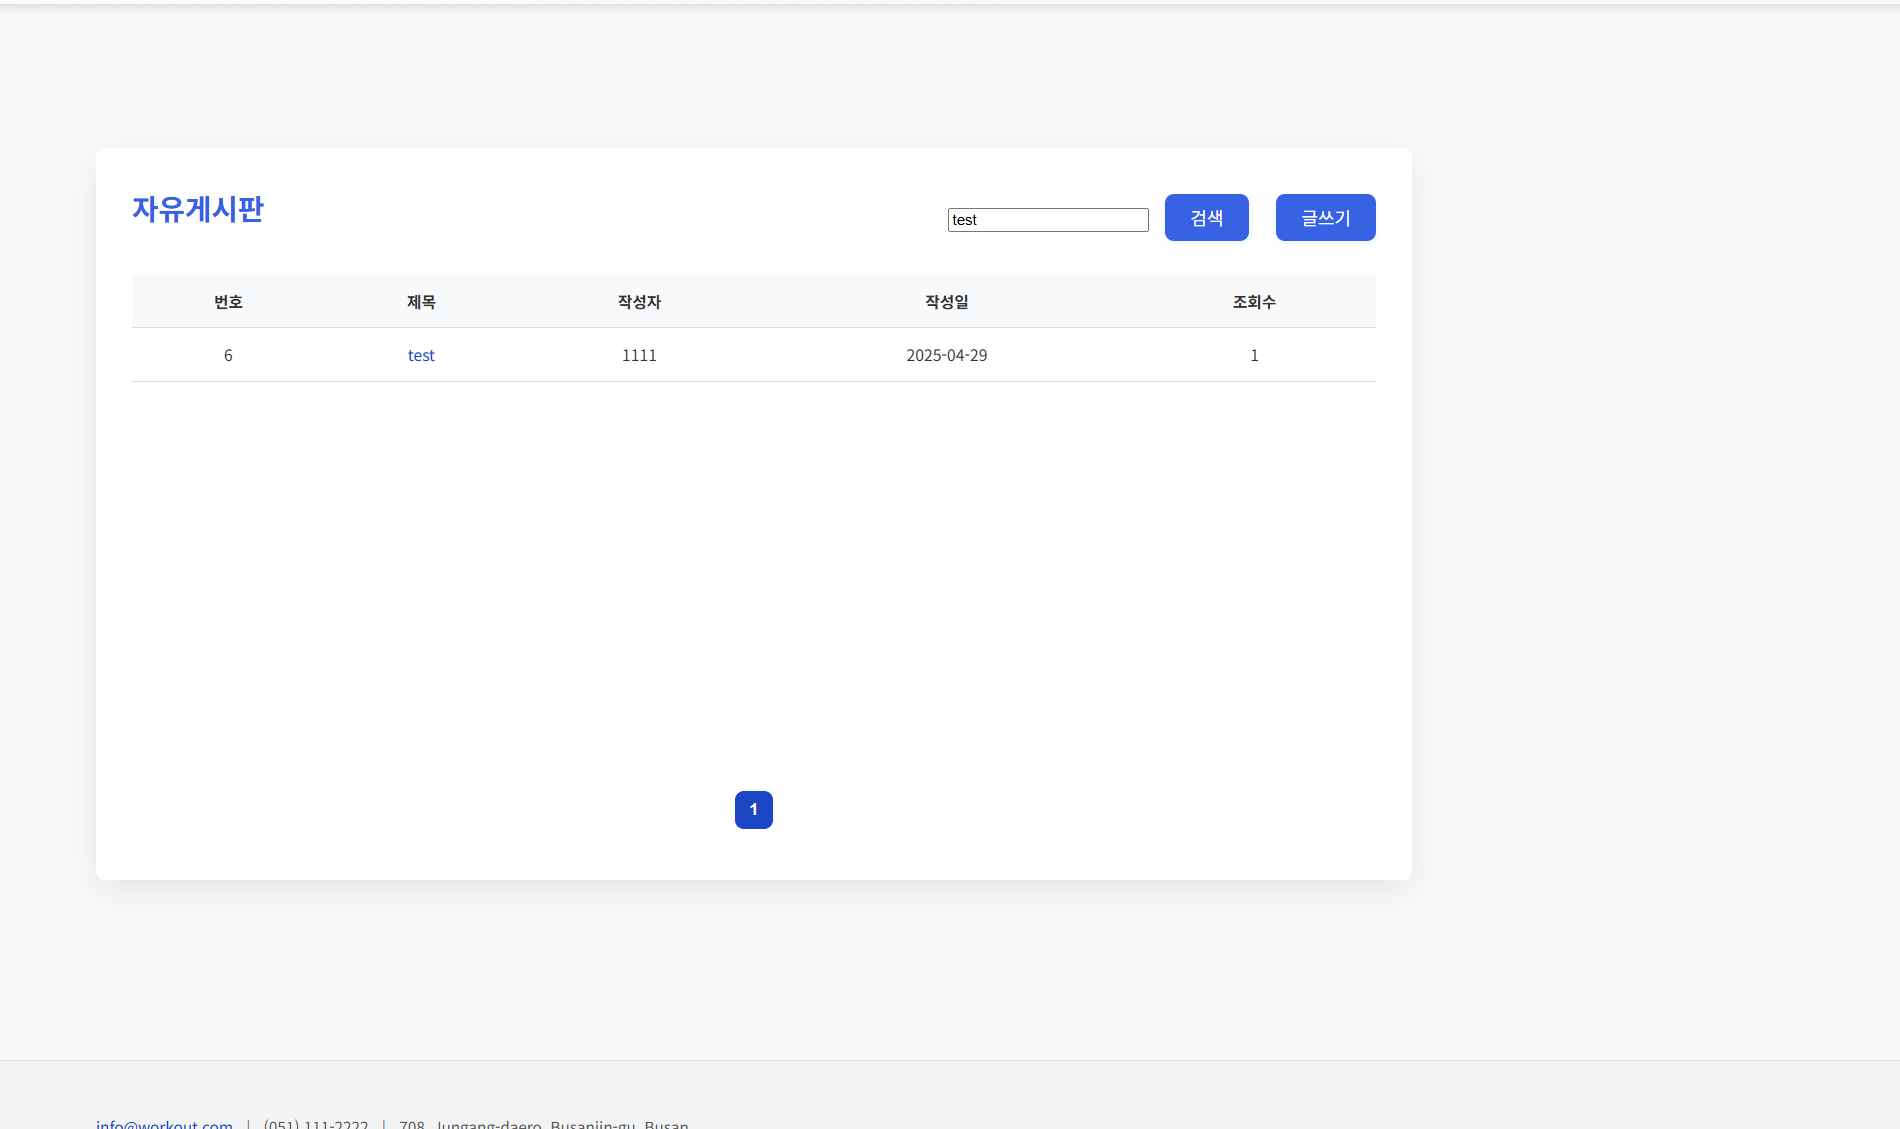 자유게시판
test 검색 글쓰기
번호 제목 작성자 작성일 조회수
6 test 1111 2025-04-29 1
1
info@workout.com | (051) 111-2222 | 708, Jungang-daero, Busanjin-gu, Busan